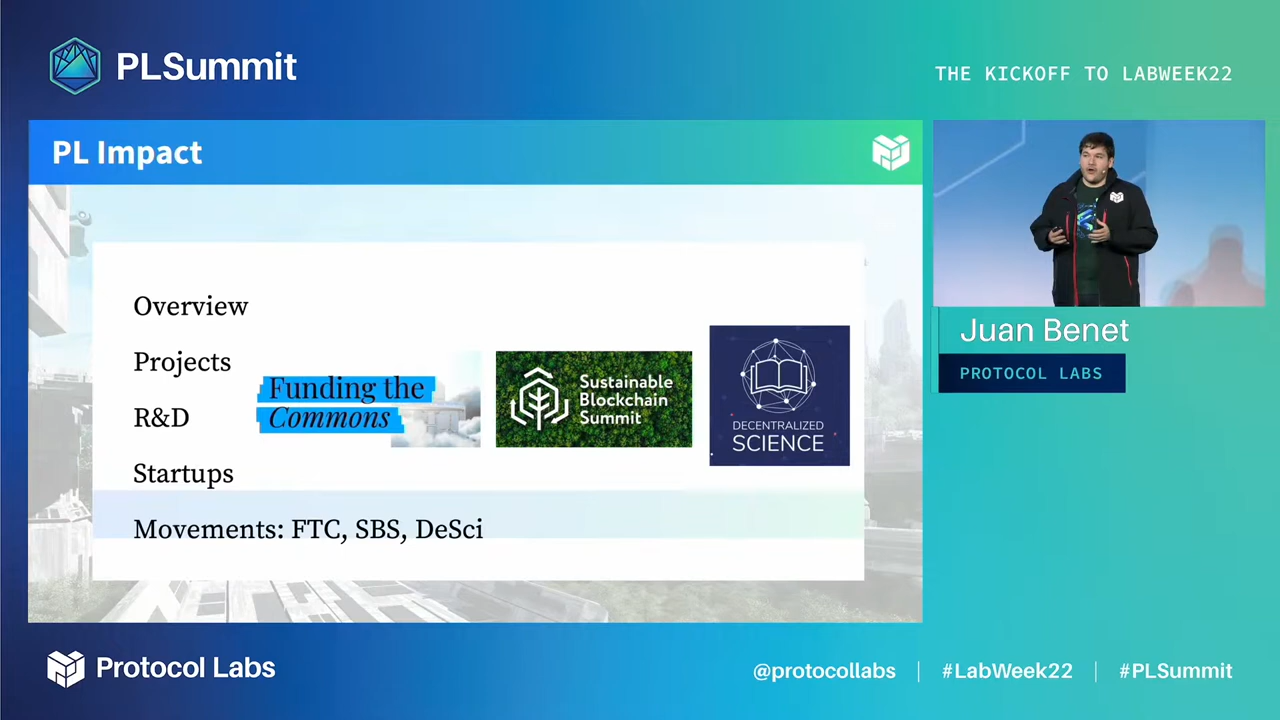 PLSummit
THE KICKOFF TO LABWEEK22
PL Impact
Overview
Projects
R&D
Startups
Movements: FTC, SBS, DeSci
Funding the
Commons
Sustainable
Blockchain
Summit
DECENTRALIZED
SCIENCE
Juan Benet
PROTOCOL LABS
Protocol Labs
@protocollabs | #LabWeek22 | #PLSummit